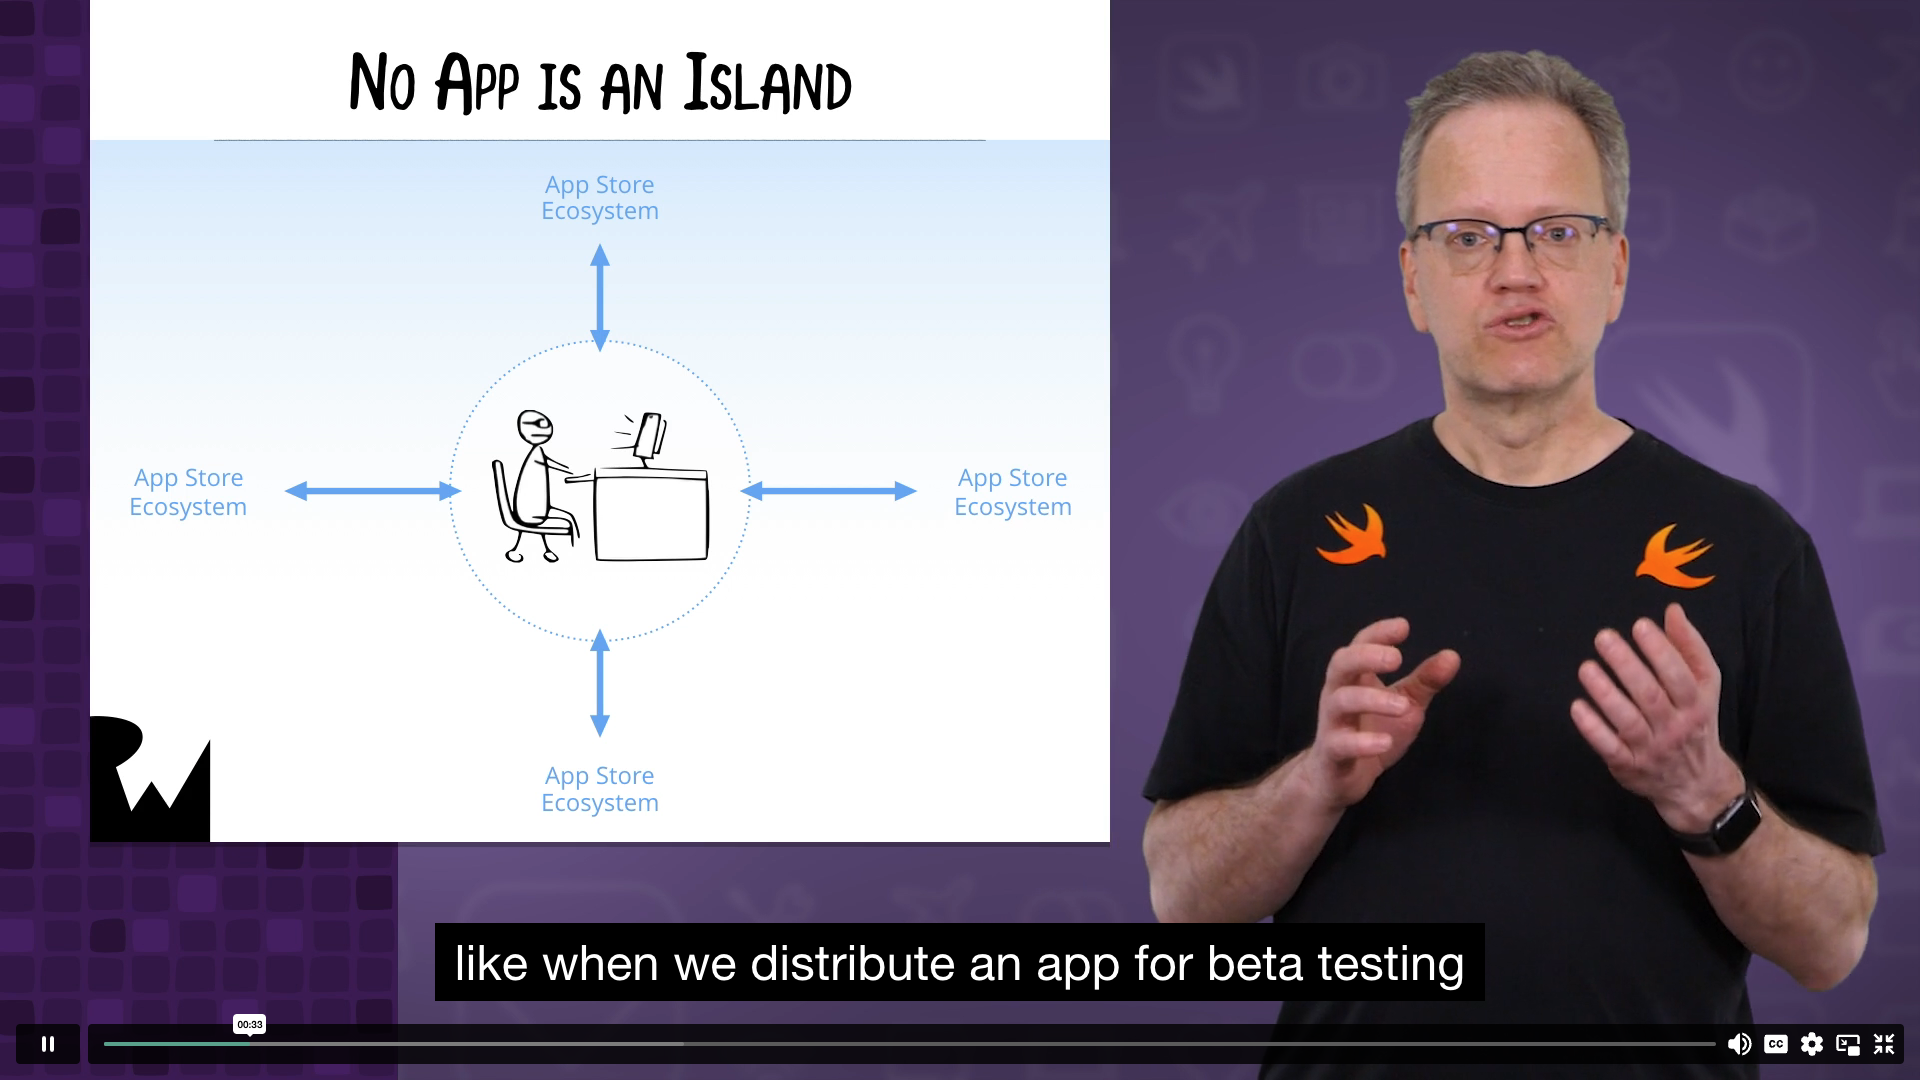 No App is an Island
App Store
Ecosystem
App Store
Ecosystem
App Store
Ecosystem
App Store
Ecosystem
RW
like when we distribute an app for beta testing
00:33
CC